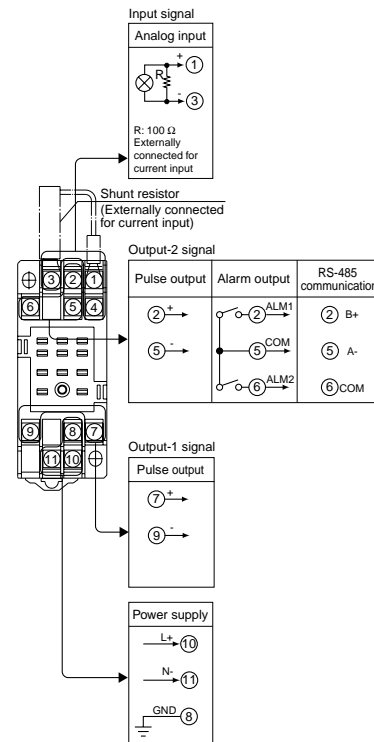 Input signal
Analog input
+
1
R
-
3
R: 100 Ω
Externally
connected for
current input
Shunt resistor
(Externally connected
for current input)
3 2 1
6 5 4
9 8 7
11 10
Output-2 signal
Pulse output Alarm output RS-485
communication
2 + 2 ALM1 2 B+
5 - 5 COM 5 A-
6 ALM2 6 COM
Output-1 signal
Pulse output
7 +
9 -
Power supply
L+ 10
N- 11
GND 8